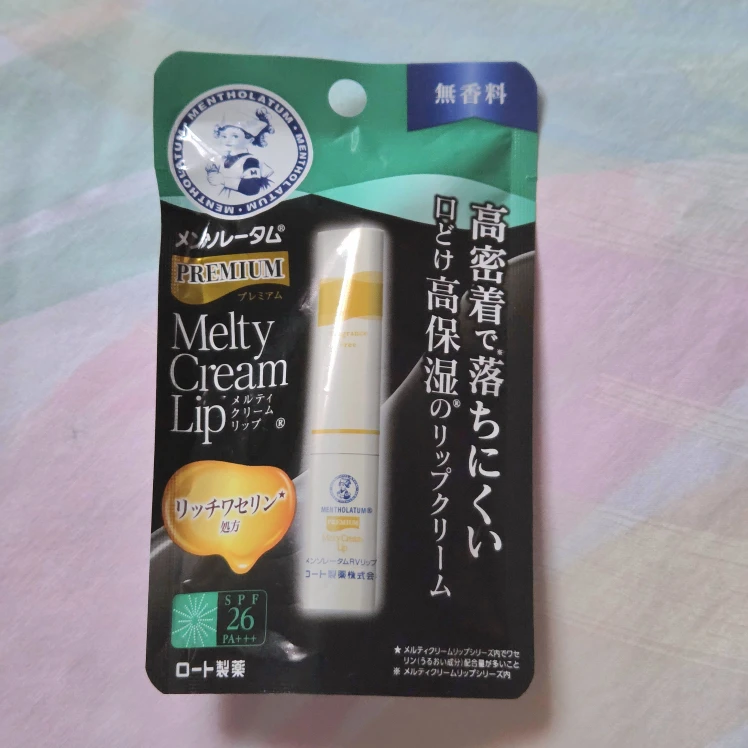 無香料
MENTHOLATUM・MENTHOLATUM・MENTHOLATUM・MENTHOLATUM
メンソレータム®
PREMIUM
プレミアム
Melty
Cream
Lip
メルティ
クリーム
リップ®
高密着で※落ちにくい
口どけ高保湿※のリップクリーム
リッチワセリン★
処方
MENTHOLATUM®
PREMIUM
Melty Cream
Lip
メンソレータムRVリップ
ロート製薬株式会
SPF
26
PA+++
ロート製薬
★メルティクリームリップシリーズ内でワセ
リン(うるおい成分)配合量が多いこと
※ メルティクリームリップシリーズ内